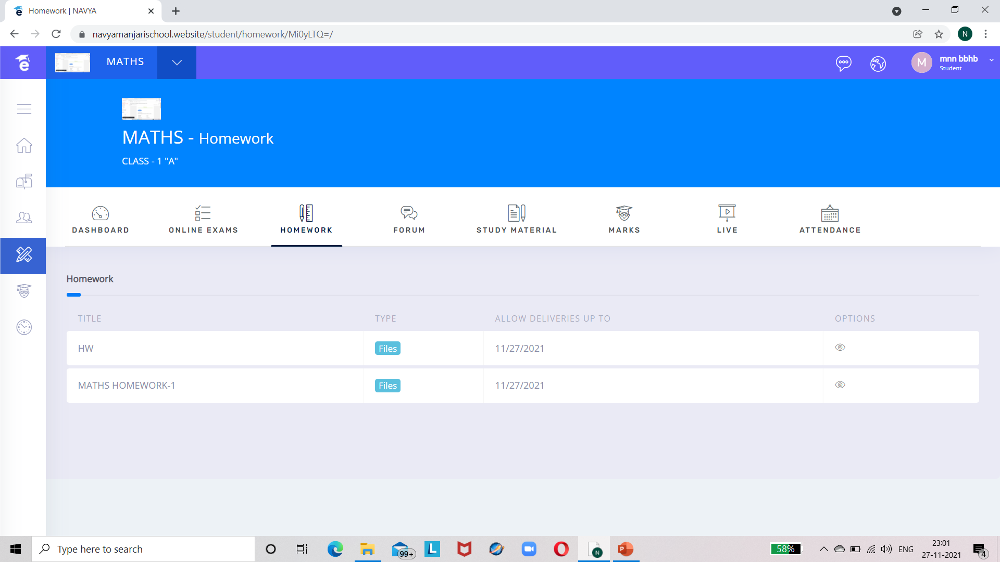 Homework | NAVYA
navyamanjarischool.website/student/homework/Mi0yLTQ=/
N
MATHS
M
mnn bbhb
Student
MATHS - Homework
CLASS - 1 "A"
DASHBOARD
ONLINE EXAMS
HOMEWORK
FORUM
STUDY MATERIAL
MARKS
LIVE
ATTENDANCE
Homework
TITLE TYPE ALLOW DELIVERIES UP TO OPTIONS
HW Files 11/27/2021
MATHS HOMEWORK-1 Files 11/27/2021
Type here to search
99+
L
N
P
58%
ENG
23:01
27-11-2021
4